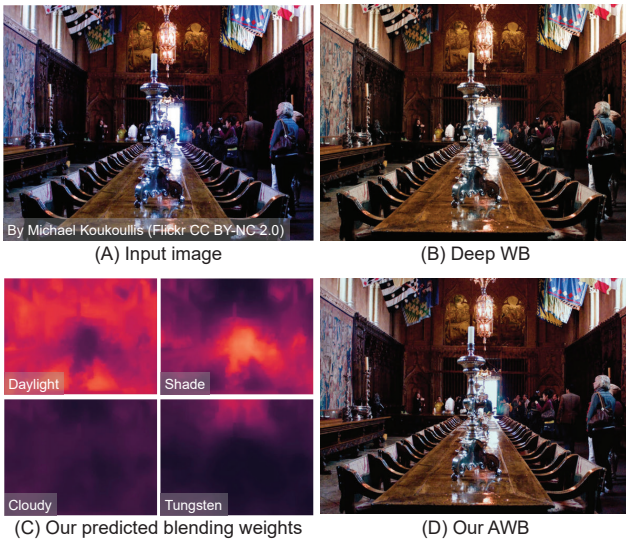 By Michael Koukoullis (Flickr CC BY-NC 2.0)
(A) Input image
(B) Deep WB
Daylight
Shade
Cloudy
Tungsten
(C) Our predicted blending weights
(D) Our AWB